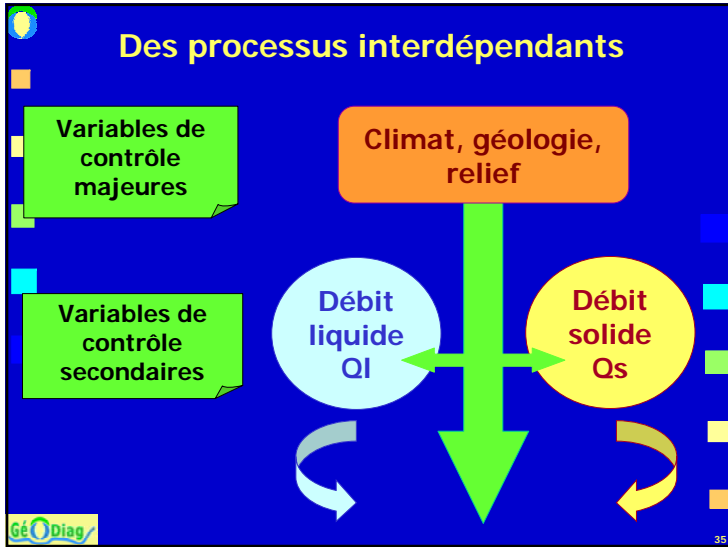 Des processus interdépendants
Variables de
contrôle
majeures
Climat, géologie,
relief
Variables de
contrôle
secondaires
Débit
liquide
Ql
Débit
solide
Qs
GéODiag
35